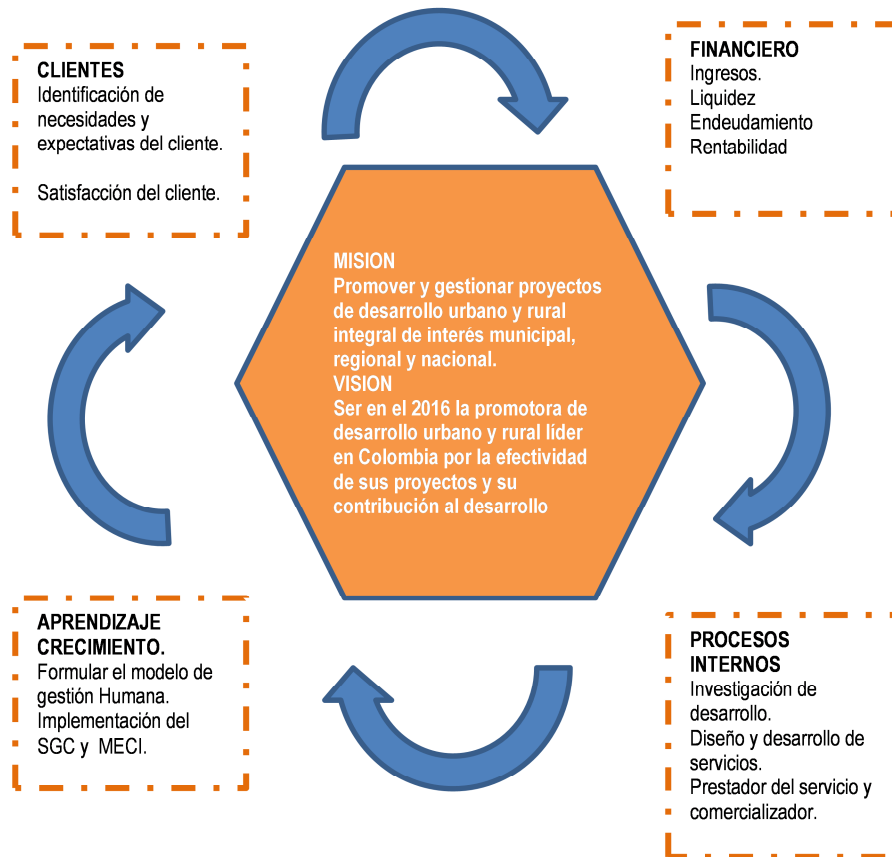 CLIENTES
Identificación de
necesidades y
expectativas del cliente.
Satisfacción del cliente.
FINANCIERO
Ingresos.
Liquidez
Endeudamiento
Rentabilidad
MISION
Promover y gestionar proyectos
de desarrollo urbano y rural
integral de interés municipal,
regional y nacional.
VISION
Ser en el 2016 la promotora de
desarrollo urbano y rural líder
en Colombia por la efectividad
de sus proyectos y su
contribución al desarrollo
APRENDIZAJE
CRECIMIENTO.
Formular el modelo de
gestión Humana.
Implementación del
SGC y MECI.
PROCESOS
INTERNOS
Investigación de
desarrollo.
Diseño y desarrollo de
servicios.
Prestador del servicio y
comercializador.